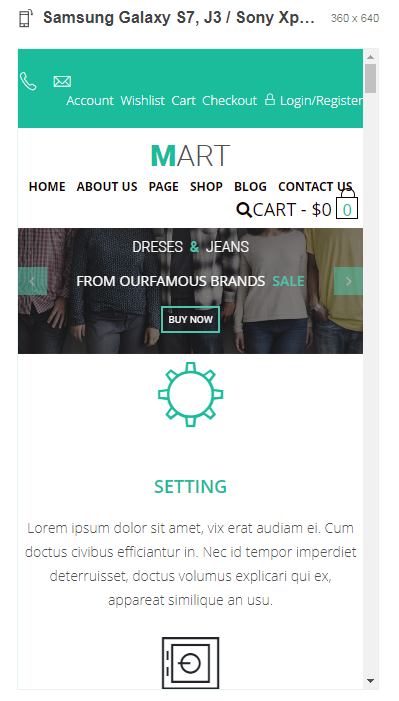 Samsung Galaxy S7, J3 / Sony Xp... 360 x 640
Account Wishlist Cart Checkout Login/Register
MART
HOME ABOUT US PAGE SHOP BLOG CONTACT US
CART - $0 0
DRESES & JEANS
FROM OURFAMOUS BRANDS SALE
BUY NOW
SETTING
Lorem ipsum dolor sit amet, vix erat audiam ei. Cum
doctus civibus efficiantur in. Nec id tempor imperdiet
deterruisset, doctus volumus explicari qui ex,
appareat similique an usu.